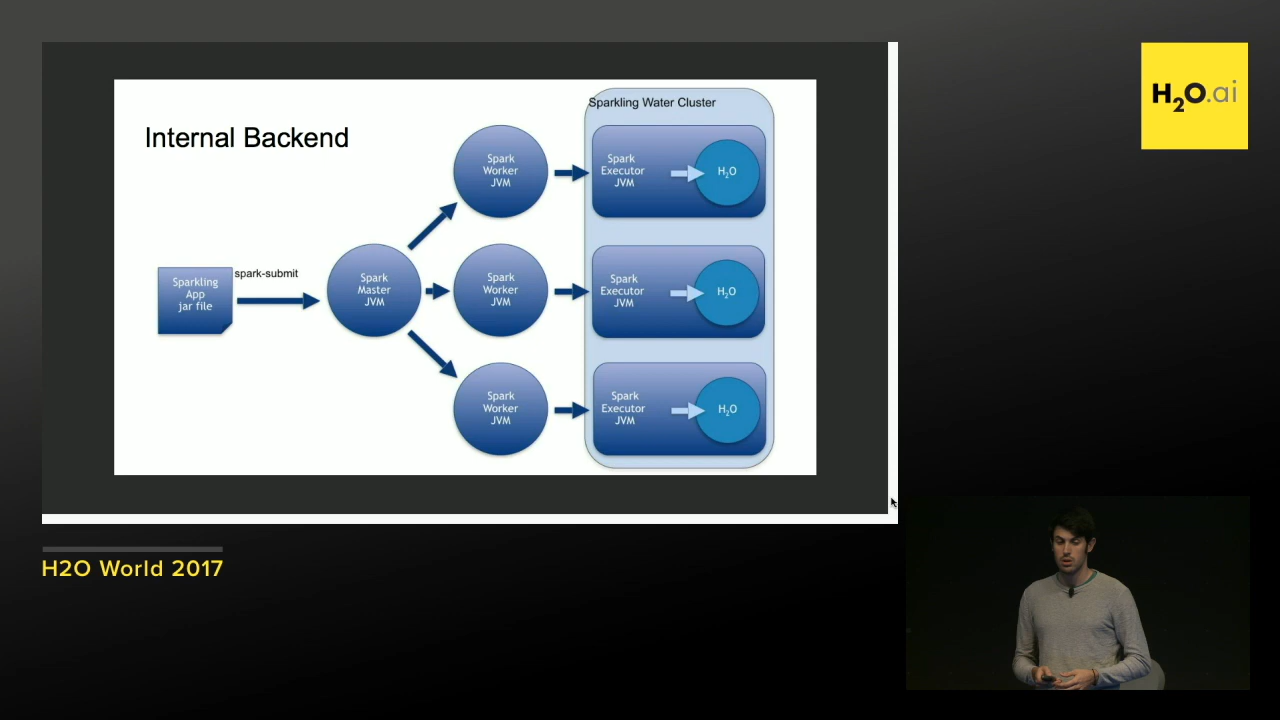 Internal Backend
Sparkling
App
jar file
spark-submit
Spark
Master
JVM
Spark
Worker
JVM
Spark
Worker
JVM
Spark
Worker
JVM
Sparkling Water Cluster
Spark
Executor
JVM
H₂O
Spark
Executor
JVM
H₂O
Spark
Executor
JVM
H₂O
H₂O.ai
H2O World 2017